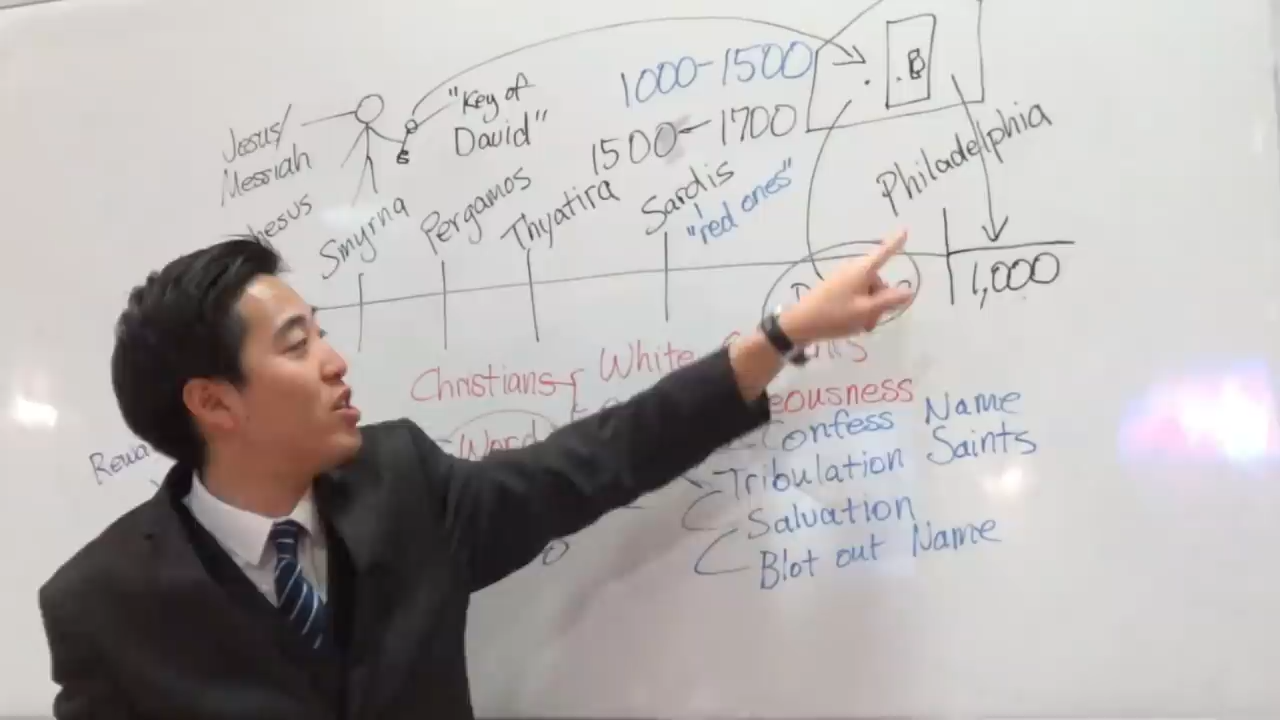 Jesus/
Messiah
"Key of
David"
1000-1500
1500-1700
B
Smyrna
Pergamos
Thyatira
Sardis
"red ones"
Philadelphia
1,000
Christians
White
Word
Confess Name
Tribulation Saints
Salvation
Blot out Name